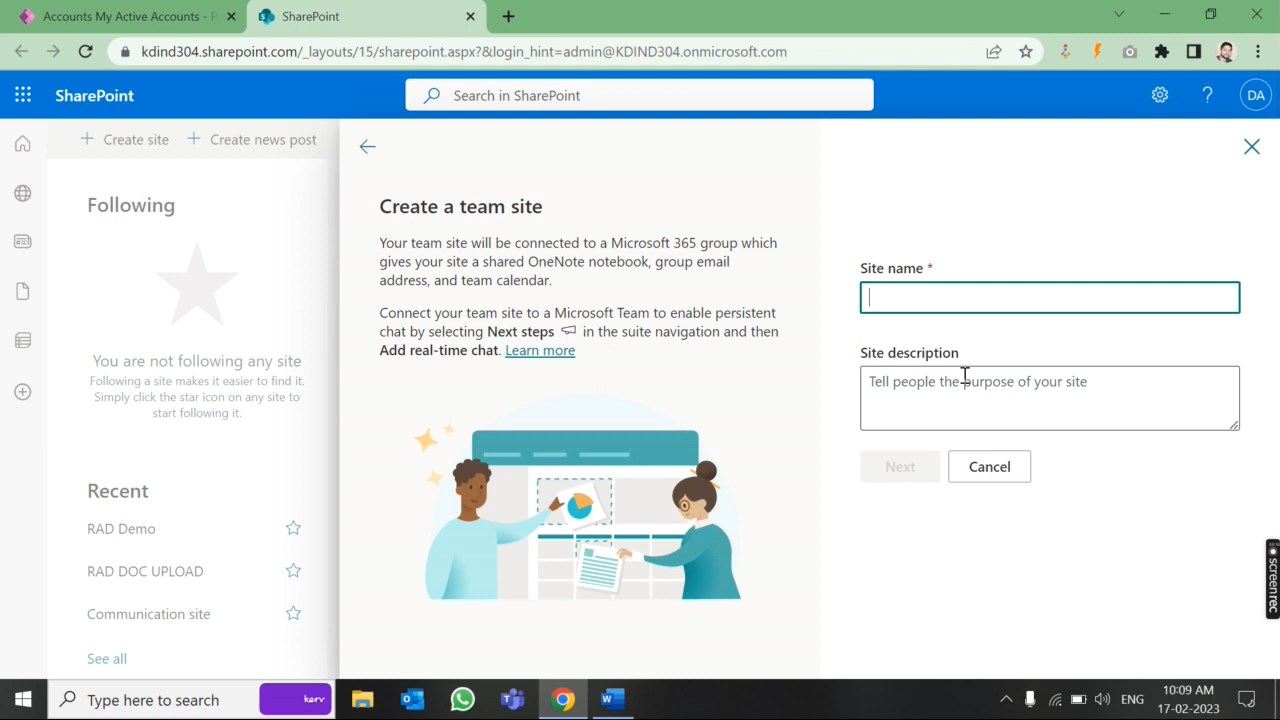 Accounts My Active Accounts - P
SharePoint
kdind304.sharepoint.com/_layouts/15/sharepoint.aspx?&login_hint=admin@KDIND304.onmicrosoft.com
SharePoint
Search in SharePoint
?
DA
Create site
Create news post
Following
You are not following any site
Following a site makes it easier to find it.
Simply click the star icon on any site to
start following it.
Recent
RAD Demo
RAD DOC UPLOAD
Communication site
See all
Create a team site
Your team site will be connected to a Microsoft 365 group which
gives your site a shared OneNote notebook, group email
address, and team calendar.
Connect your team site to a Microsoft Team to enable persistent
chat by selecting Next steps in the suite navigation and then
Add real-time chat. Learn more
Site name *
Site description
Tell people the purpose of your site
Next
Cancel
screenrec
Type here to search
kerv
ENG
10:09 AM
17-02-2023